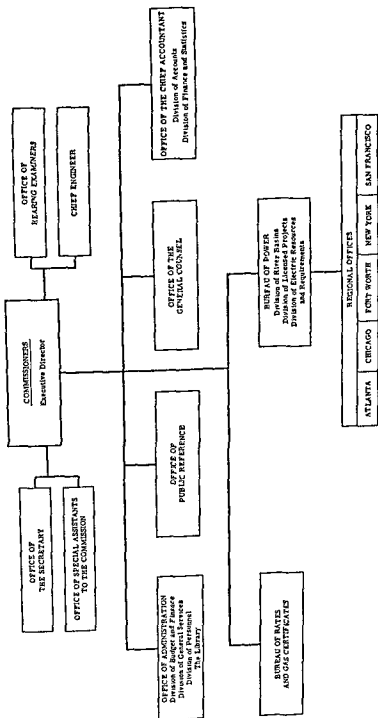 COMMISSIONERS
Executive Director
OFFICE OF
THE SECRETARY
OFFICE OF SPECIAL ASSISTANTS
TO THE COMMISSION
OFFICE OF
HEARING EXAMINERS
CHIEF ENGINEER
OFFICE OF ADMINISTRATION
Division of Budget and Finance
Division of General Services
Division of Personnel
The Library
OFFICE OF
PUBLIC REFERENCE
OFFICE OF THE
GENERAL COUNSEL
OFFICE OF THE CHIEF ACCOUNTANT
Division of Accounts
Division of Finance and Statistics
BUREAU OF RATES
AND GAS CERTIFICATES
BUREAU OF POWER
Division of River Basins
Division of Licensed Projects
Division of Electric Resources
and Requirements
REGIONAL OFFICES
ATLANTA CHICAGO FORT WORTH NEW YORK SAN FRANCISCO